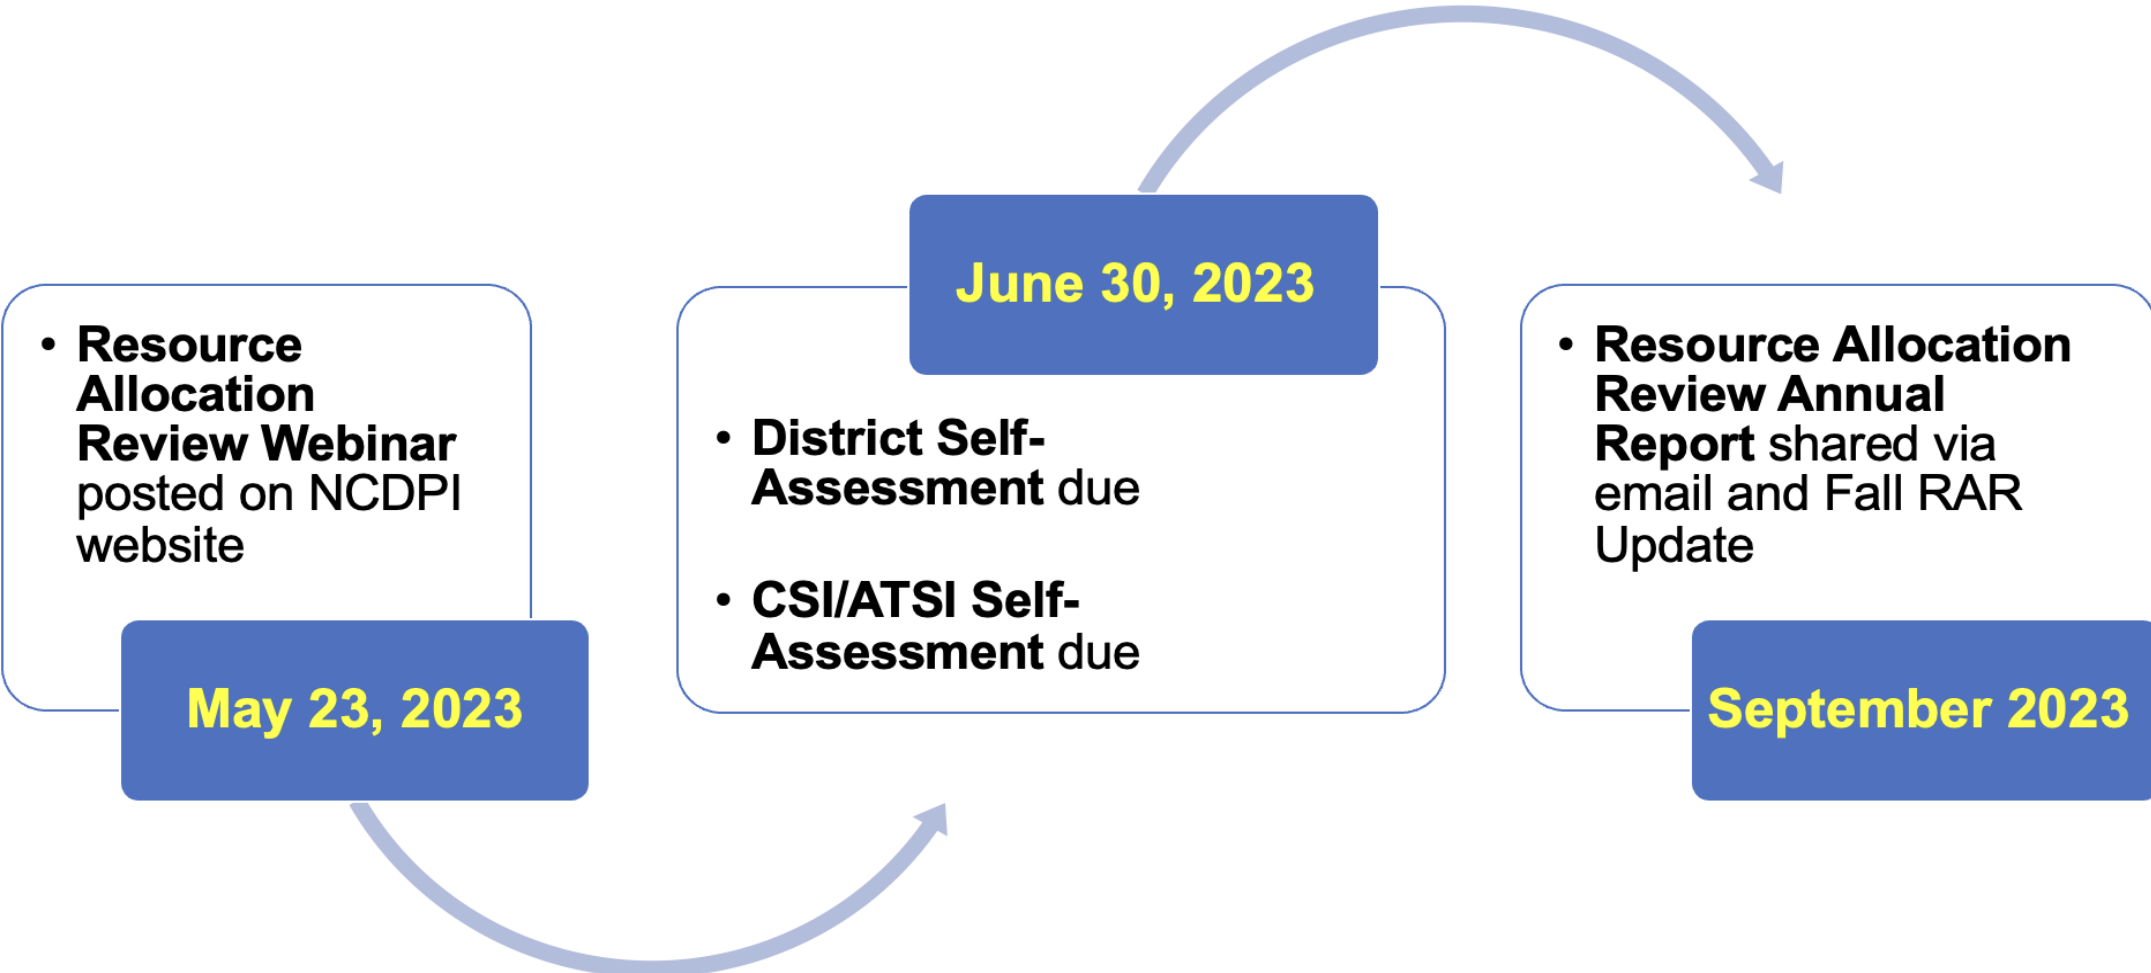 • Resource
Allocation
Review Webinar
posted on NCDPI
website
May 23, 2023
June 30, 2023
• District Self-
Assessment due
• CSI/ATSI Self-
Assessment due
• Resource Allocation
Review Annual
Report shared via
email and Fall RAR
Update
September 2023